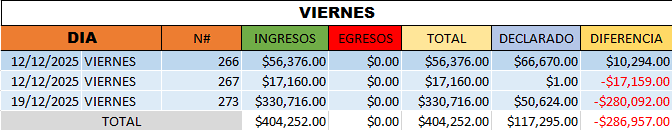 VIERNES
DIA N# INGRESOS EGRESOS TOTAL DECLARADO DIFERENCIA
12/12/2025 VIERNES 266 $56,376.00 $0.00 $56,376.00 $66,670.00 $10,294.00
12/12/2025 VIERNES 267 $17,160.00 $0.00 $17,160.00 $1.00 -$17,159.00
19/12/2025 VIERNES 273 $330,716.00 $0.00 $330,716.00 $50,624.00 -$280,092.00
TOTAL $404,252.00 $0.00 $404,252.00 $117,295.00 -$286,957.00